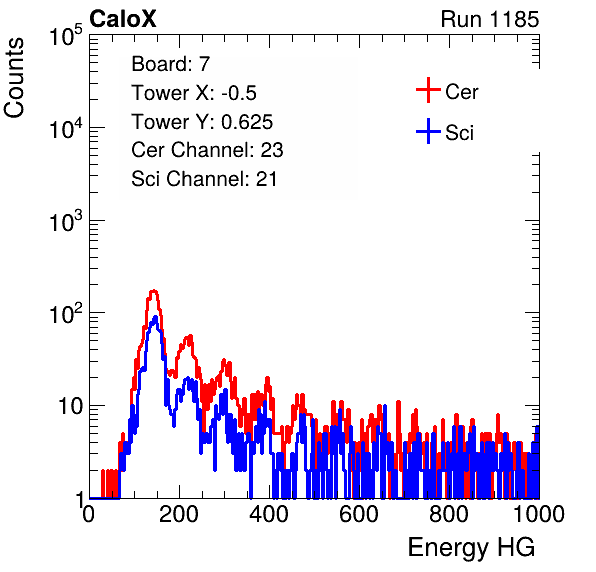 CaloX Run 1185
Counts
Board: 7
Tower X: -0.5
Tower Y: 0.625
Cer Channel: 23
Sci Channel: 21
Cer
Sci
10^5
10^4
10^3
10^2
10
1
0 200 400 600 800 1000
Energy HG